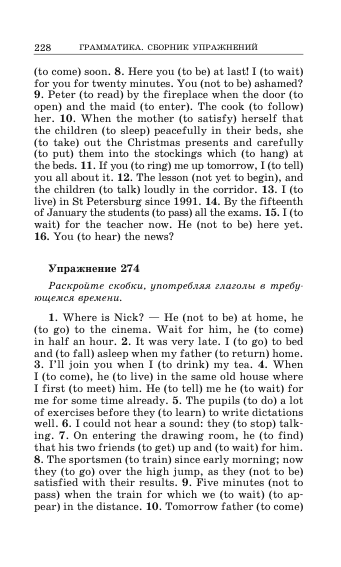 228
ГРАММАТИКА. СБОРНИК УПРАЖНЕНИЙ
(to come) soon. 8. Here you (to be) at last! I (to wait)
for you for twenty minutes. You (not to be) ashamed?
9. Peter (to read) by the fireplace when the door (to
open) and the maid (to enter). The cook (to follow)
her. 10. When the mother (to satisfy) herself that
the children (to sleep) peacefully in their beds, she
(to take) out the Christmas presents and carefully
(to put) them into the stockings which (to hang) at
the beds. 11. If you (to ring) me up tomorrow, I (to tell)
you all about it. 12. The lesson (not yet to begin), and
the children (to talk) loudly in the corridor. 13. I (to
live) in St Petersburg since 1991. 14. By the fifteenth
of January the students (to pass) all the exams. 15. I (to
wait) for the teacher now. He (not to be) here yet.
16. You (to hear) the news?
Упражнение 274
Раскройте скобки, употребляя глаголы в требу-
ющемся времени.
1. Where is Nick? — He (not to be) at home, he
(to go) to the cinema. Wait for him, he (to come)
in half an hour. 2. It was very late. I (to go) to bed
and (to fall) asleep when my father (to return) home.
3. I'll join you when I (to drink) my tea. 4. When
I (to come), he (to live) in the same old house where
I first (to meet) him. He (to tell) me he (to wait) for
me for some time already. 5. The pupils (to do) a lot
of exercises before they (to learn) to write dictations
well. 6. I could not hear a sound: they (to stop) talk-
ing. 7. On entering the drawing room, he (to find)
that his two friends (to get) up and (to wait) for him.
8. The sportsmen (to train) since early morning; now
they (to go) over the high jump, as they (not to be)
satisfied with their results. 9. Five minutes (not to
pass) when the train for which we (to wait) (to ap-
pear) in the distance. 10. Tomorrow father (to come)